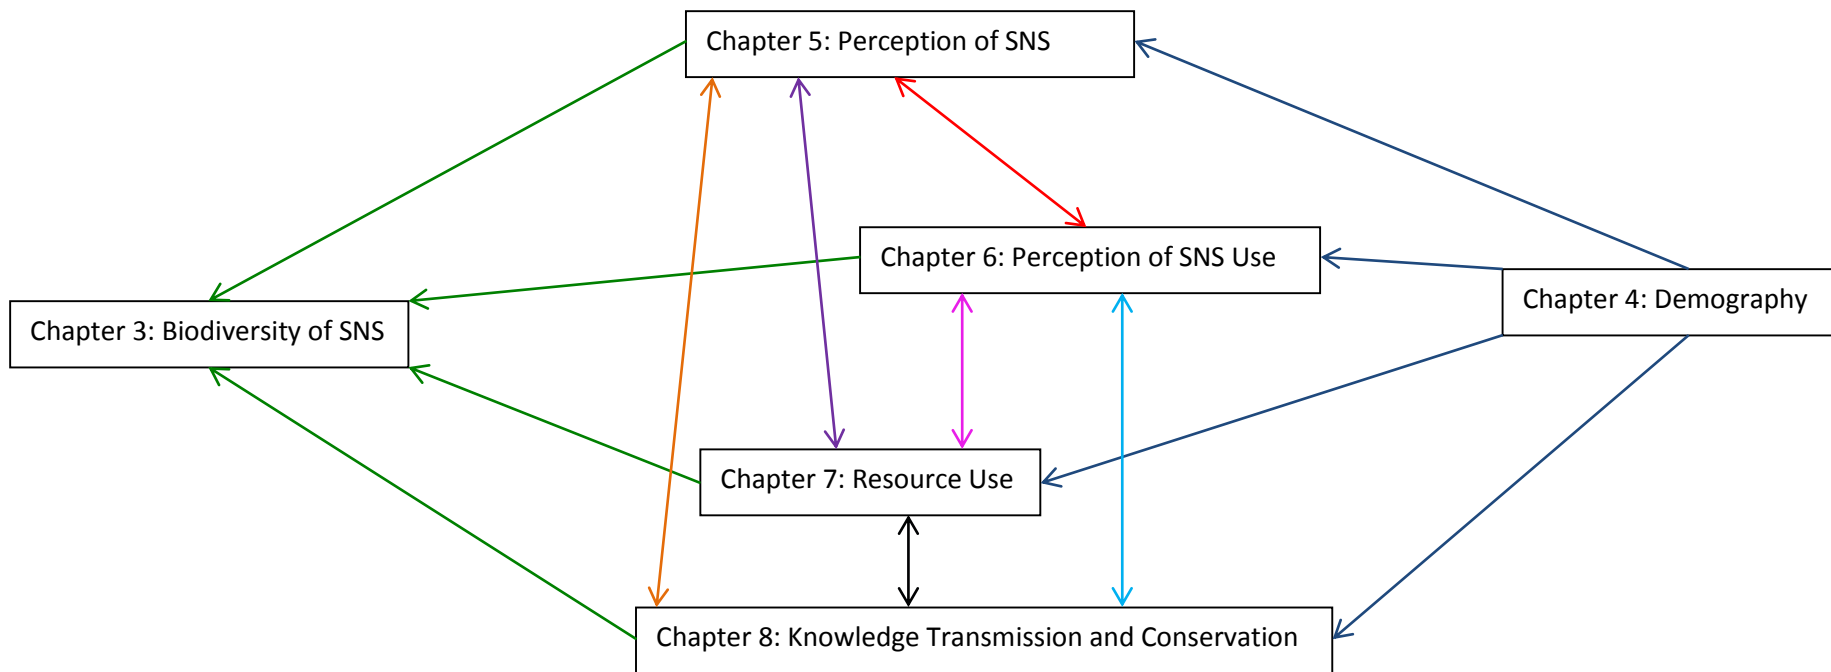 Chapter 5: Perception of SNS
Chapter 6: Perception of SNS Use
Chapter 4: Demography
Chapter 3: Biodiversity of SNS
Chapter 7: Resource Use
Chapter 8: Knowledge Transmission and Conservation